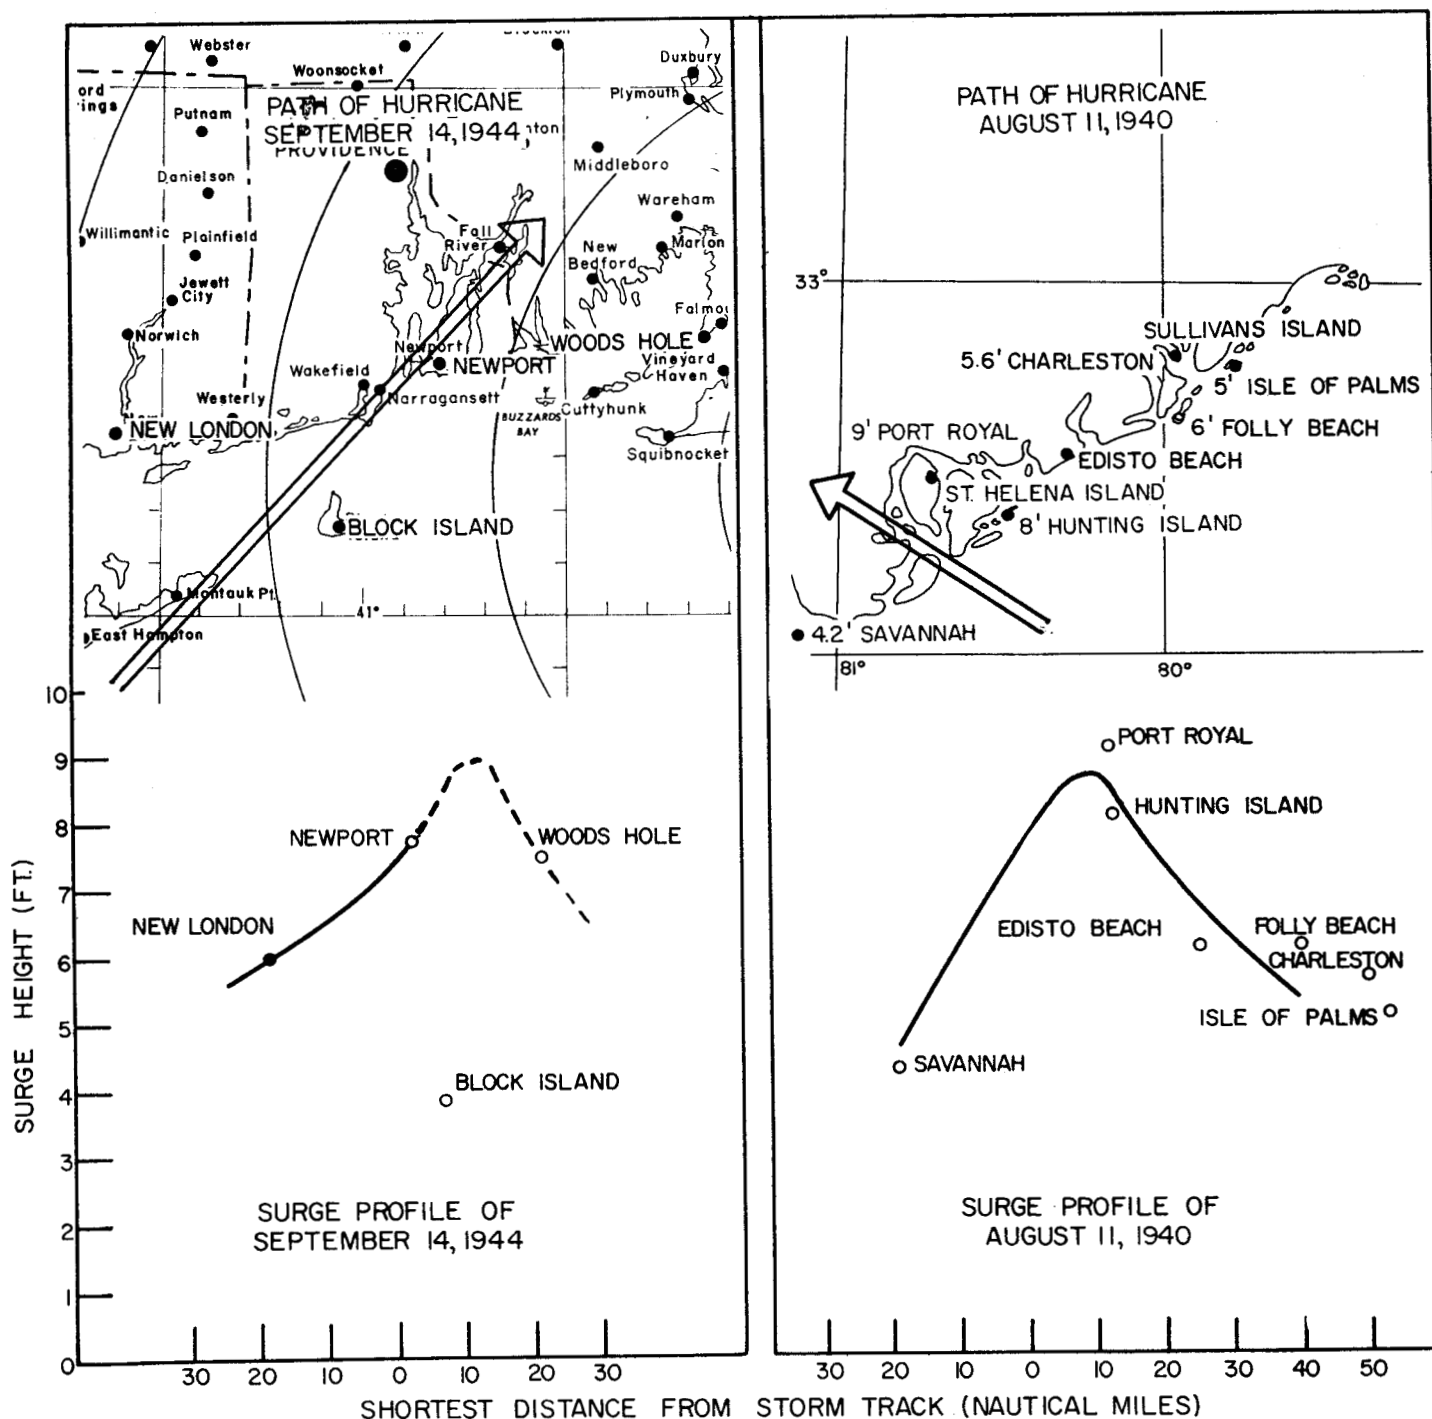 Webster
Woonsocket
Duxbury
Plymouth
ord
ings
Putnam
PATH OF HURRICANE
SEPTEMBER 14, 1944
nton
PROVIDENCE
Middleboro
Danielson
Wareham
Willimantic
Plainfield
Fall
River
New
Bedford
Marion
Jewett
City
Norwich
Falmou
WOODS HOLE
Newport
NEWPORT
Vineyard
Haven
Wakefield
Narragansett
Westerly
BUZZARDS
BAY
Cuttyhunk
NEW LONDON
Squibnocket
BLOCK ISLAND
Montauk Pt.
41°
East Hampton
PATH OF HURRICANE
AUGUST 11, 1940
33°
SULLIVANS ISLAND
5.6' CHARLESTON
5' ISLE OF PALMS
6' FOLLY BEACH
9' PORT ROYAL
EDISTO BEACH
ST. HELENA ISLAND
8' HUNTING ISLAND
4.2' SAVANNAH
81°
80°
SURGE HEIGHT (FT.)
10
9
8
7
6
5
4
3
2
1
0
NEWPORT
WOODS HOLE
NEW LONDON
BLOCK ISLAND
SURGE PROFILE OF
SEPTEMBER 14, 1944
30 20 10 0 10 20 30
PORT ROYAL
HUNTING ISLAND
EDISTO BEACH
FOLLY BEACH
CHARLESTON
ISLE OF PALMS
SAVANNAH
SURGE PROFILE OF
AUGUST 11, 1940
30 20 10 0 10 20 30 40 50
SHORTEST DISTANCE FROM STORM TRACK (NAUTICAL MILES)